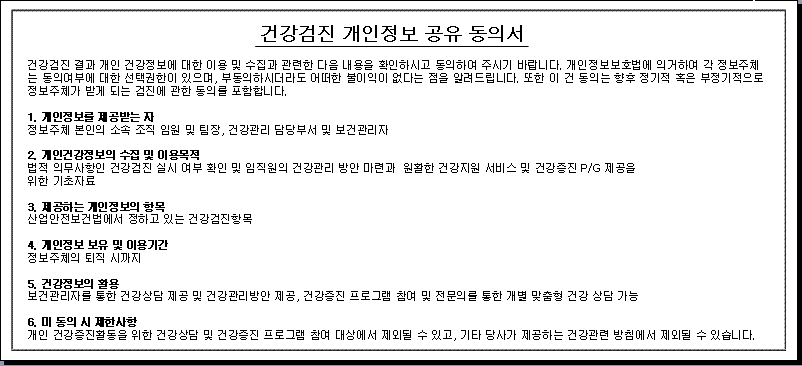 건강검진 개인정보 공유 동의서
건강검진 결과 개인 건강정보에 대한 이용 및 수집과 관련한 다음 내용을 확인하시고 동의하여 주시기 바랍니다. 개인정보보호법에 의거하여 각 정보주체
는 동의여부에 대한 선택권한이 있으며, 부동의하시더라도 어떠한 불이익이 없다는 점을 알려드립니다. 또한 이 건 동의는 향후 정기적 혹은 부정기적으로
정보주체가 받게 되는 검진에 관한 동의를 포함합니다.
1. 개인정보를 제공받는 자
정보주체 본인의 소속 조직 임원 및 팀장, 건강관리 담당부서 및 보건관리자
2. 개인건강정보의 수집 및 이용목적
법적 의무사항인 건강검진 실시 여부 확인 및 임직원의 건강관리 방안 마련과 원활한 건강지원 서비스 및 건강증진 P/G 제공을
위한 기초자료
3. 제공하는 개인정보의 항목
산업안전보건법에서 정하고 있는 건강검진항목
4. 개인정보 보유 및 이용기간
정보주체의 퇴직 시까지
5. 건강정보의 활용
보건관리자를 통한 건강상담 제공 및 건강관리방안 제공, 건강증진 프로그램 참여 및 전문의를 통한 개별 맞춤형 건강 상담 가능
6. 미 동의 시 제한사항
개인 건강증진활동을 위한 건강상담 및 건강증진 프로그램 참여 대상에서 제외될 수 있고, 기타 당사가 제공하는 건강관련 방침에서 제외될 수 있습니다.